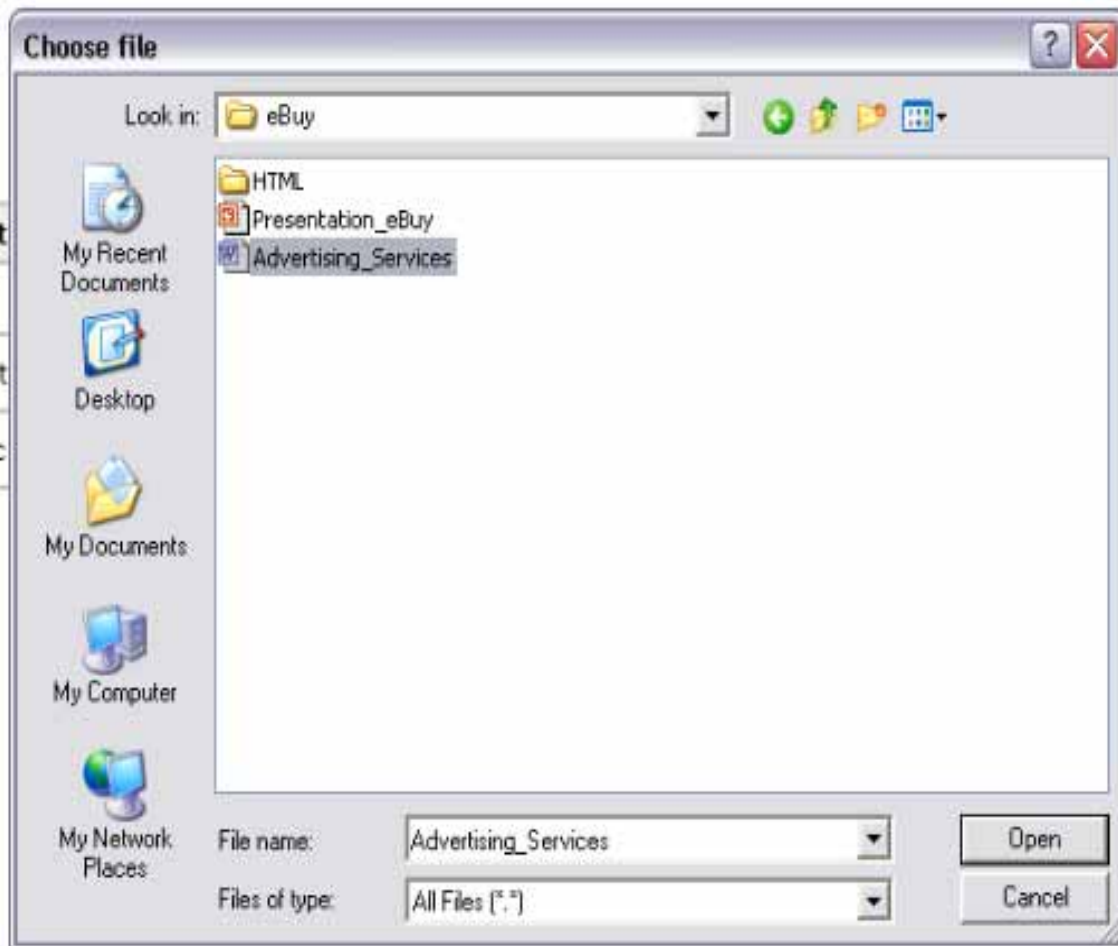 Choose file
?
Look in: eBuy
HTML
Presentation_eBuy
Advertising_Services
My Recent
Documents
Desktop
My Documents
My Computer
My Network
Places
File name: Advertising_Services Open
Files of type: All Files (*.*) Cancel